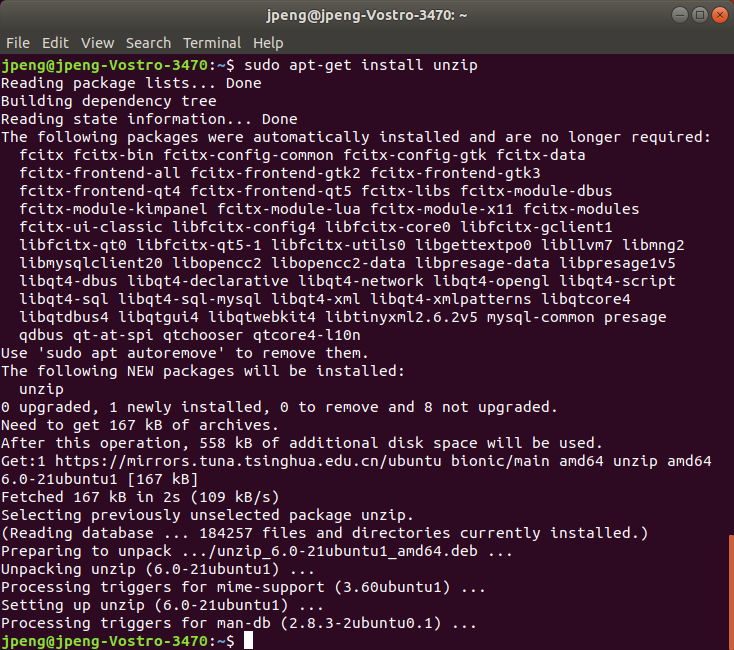 jpeng@jpeng-Vostro-3470: ~
File Edit View Search Terminal Help
jpeng@jpeng-Vostro-3470:~$ sudo apt-get install unzip
Reading package lists... Done
Building dependency tree
Reading state information... Done
The following packages were automatically installed and are no longer required:
  fcitx fcitx-bin fcitx-config-common fcitx-config-gtk fcitx-data
  fcitx-frontend-all fcitx-frontend-gtk2 fcitx-frontend-gtk3
  fcitx-frontend-qt4 fcitx-frontend-qt5 fcitx-libs fcitx-module-dbus
  fcitx-module-kimpanel fcitx-module-lua fcitx-module-x11 fcitx-modules
  fcitx-ui-classic libfcitx-config4 libfcitx-core0 libfcitx-gclient1
  libfcitx-qt0 libfcitx-qt5-1 libfcitx-utils0 libgettextpo0 libllvm7 libmng2
  libmysqlclient20 libopencc2 libopencc2-data libpresage-data libpresage1v5
  libqt4-dbus libqt4-declarative libqt4-network libqt4-opengl libqt4-script
  libqt4-sql libqt4-sql-mysql libqt4-xml libqt4-xmlpatterns libqtcore4
  libqtdbus4 libqtgui4 libqtwebkit4 libtinyxml2.6.2v5 mysql-common presage
  qdbus qt-at-spi qtchooser qtcore4-l10n
Use 'sudo apt autoremove' to remove them.
The following NEW packages will be installed:
  unzip
0 upgraded, 1 newly installed, 0 to remove and 8 not upgraded.
Need to get 167 kB of archives.
After this operation, 558 kB of additional disk space will be used.
Get:1 https://mirrors.tuna.tsinghua.edu.cn/ubuntu bionic/main amd64 unzip amd64
6.0-21ubuntu1 [167 kB]
Fetched 167 kB in 2s (109 kB/s)
Selecting previously unselected package unzip.
(Reading database ... 184257 files and directories currently installed.)
Preparing to unpack .../unzip_6.0-21ubuntu1_amd64.deb ...
Unpacking unzip (6.0-21ubuntu1) ...
Processing triggers for mime-support (3.60ubuntu1) ...
Setting up unzip (6.0-21ubuntu1) ...
Processing triggers for man-db (2.8.3-2ubuntu0.1) ...
jpeng@jpeng-Vostro-3470:~$